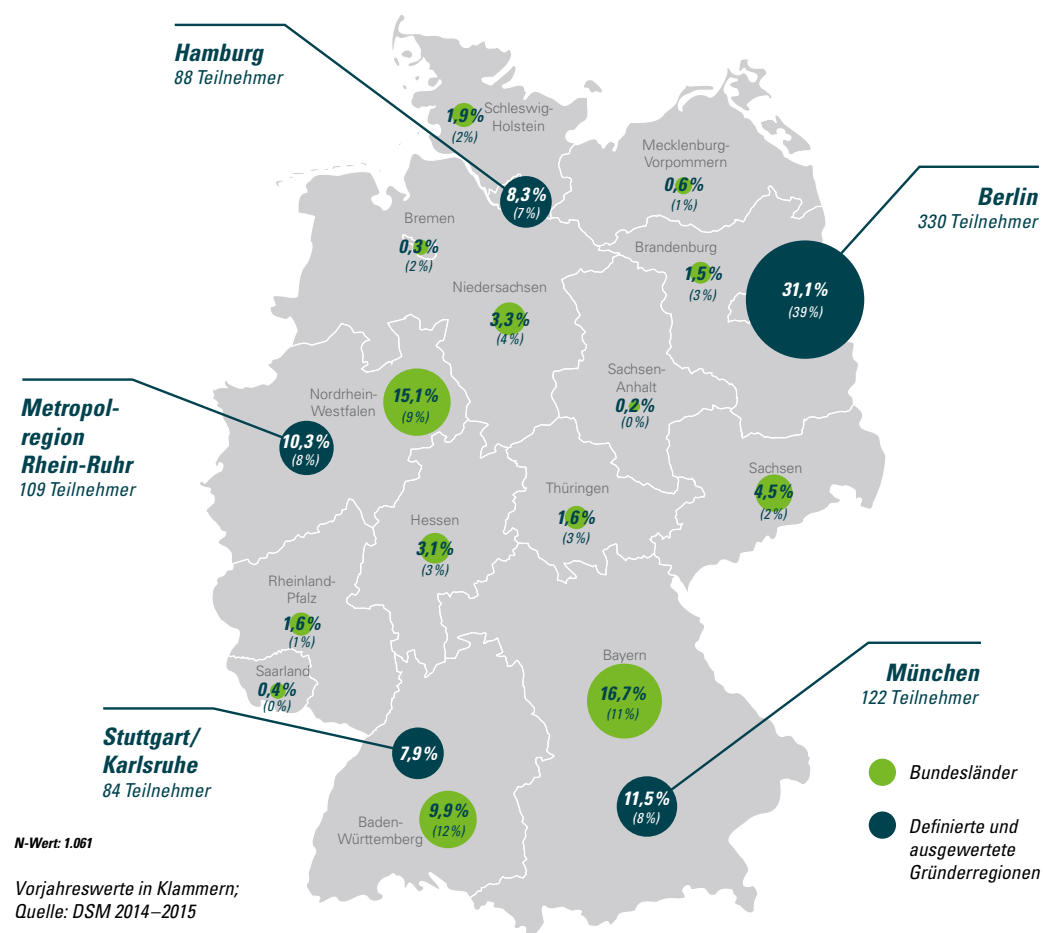 Hamburg
88 Teilnehmer
1,9%
(2%)
Schleswig-
Holstein
Mecklenburg-
Vorpommern
0,6%
(1%)
8,3%
(7%)
Berlin
330 Teilnehmer
Bremen
0,3%
(2%)
Brandenburg
1,5%
(3%)
31,1%
(39%)
Niedersachsen
3,3%
(4%)
Sachsen-
Anhalt
0,2%
(0%)
Nordrhein-
Westfalen
15,1%
(9%)
Metropol-
region
Rhein-Ruhr
109 Teilnehmer
10,3%
(8%)
Sachsen
4,5%
(2%)
Thüringen
1,6%
(3%)
Hessen
3,1%
(3%)
Rheinland-
Pfalz
1,6%
(1%)
Saarland
0,4%
(0%)
Bayern
16,7%
(11%)
München
122 Teilnehmer
Stuttgart/
Karlsruhe
84 Teilnehmer
7,9%
9,9%
(12%)
Baden-
Württemberg
11,5%
(8%)
Bundesländer
Definierte und
ausgewertete
Gründerregionen
N-Wert: 1.061
Vorjahreswerte in Klammern;
Quelle: DSM 2014–2015